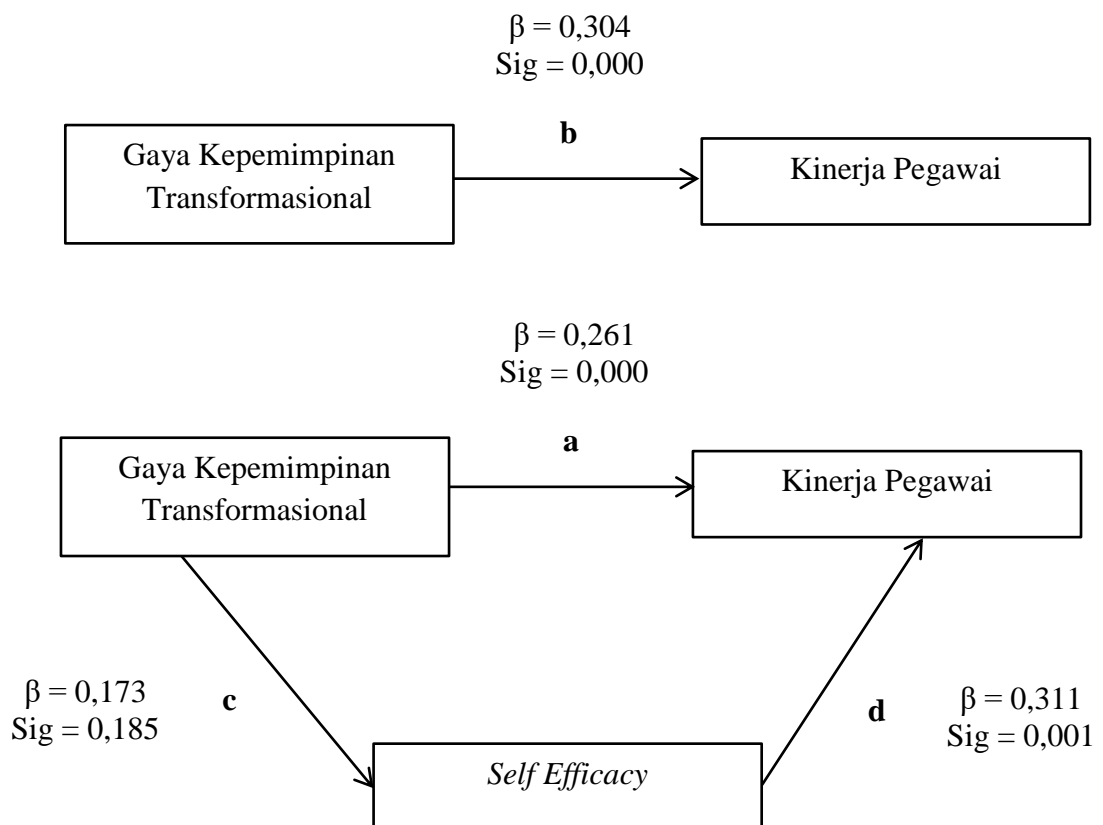 β = 0,304
Sig = 0,000
b
Gaya Kepemimpinan
Transformasional
Kinerja Pegawai
β = 0,261
Sig = 0,000
a
Gaya Kepemimpinan
Transformasional
Kinerja Pegawai
β = 0,173
Sig = 0,185
c
d
β = 0,311
Sig = 0,001
Self Efficacy